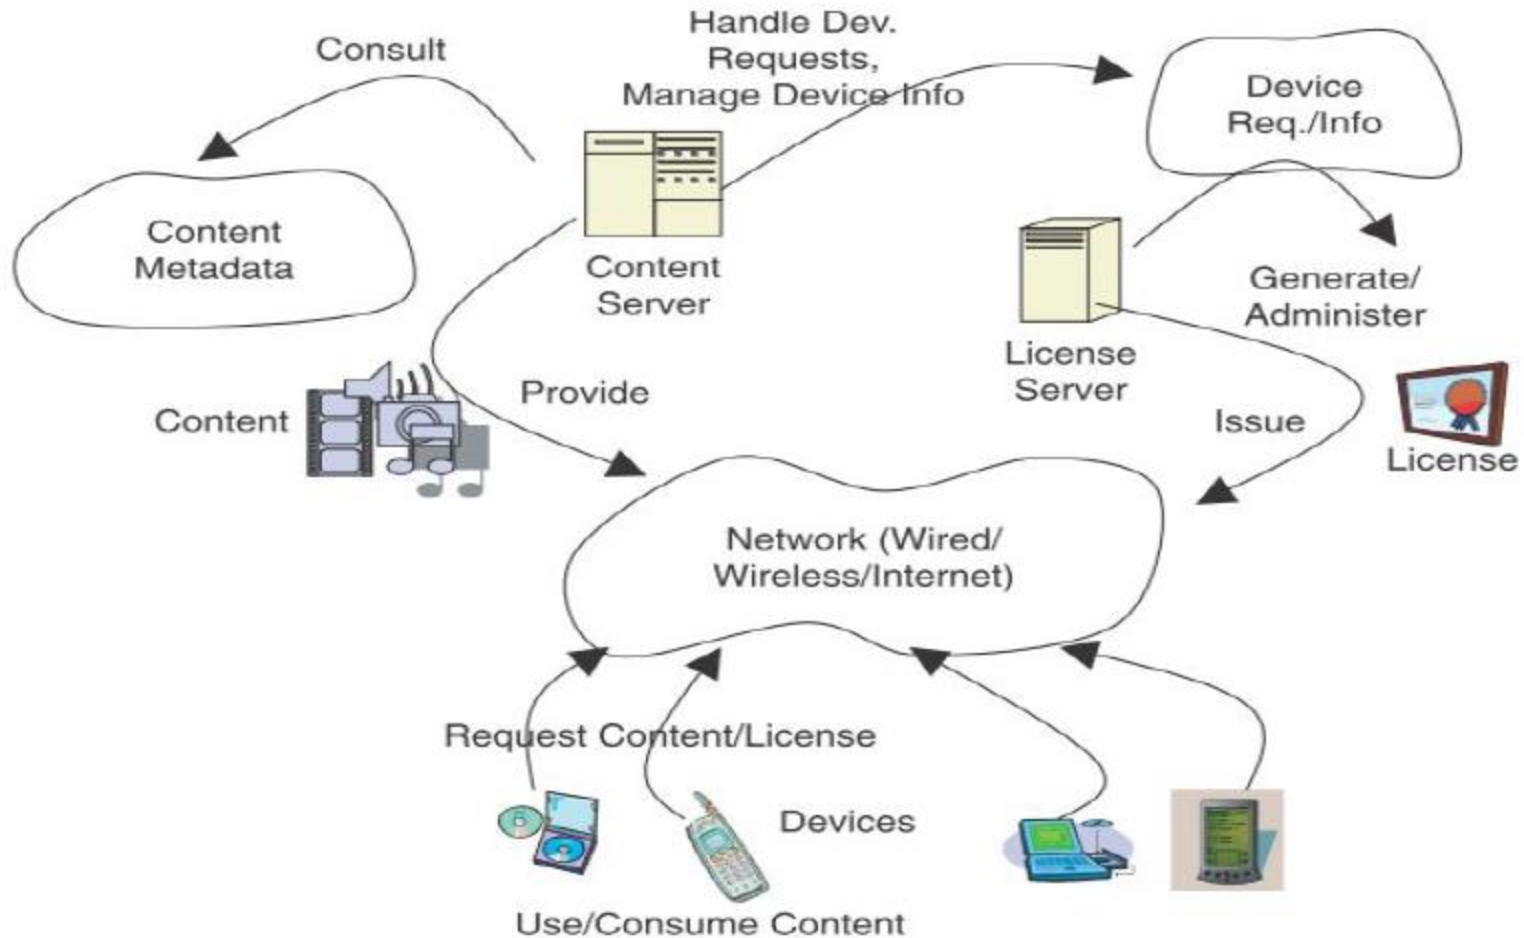 Consult
Handle Dev.
Requests,
Manage Device Info
Device
Req./Info
Content
Metadata
Content
Server
Generate/
Administer
License
Server
Provide
Content
Issue
License
Network (Wired/
Wireless/Internet)
Request Content/License
Devices
Use/Consume Content